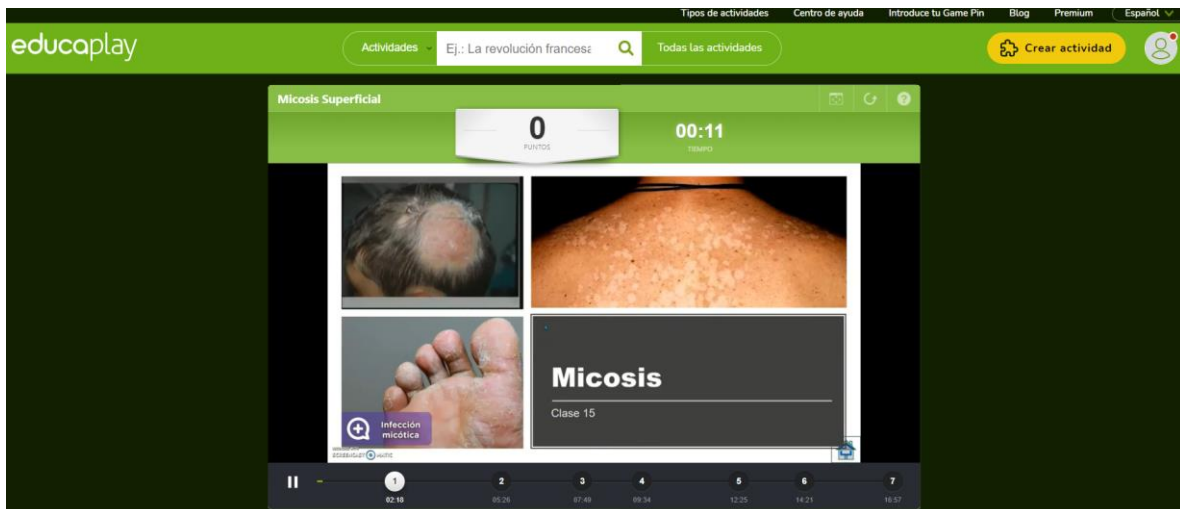 Tipos de actividades Centro de ayuda Introduce tu Game Pin Blog Premium Español
educaplay
Actividades Ej.: La revolución francesa Todas las actividades Crear actividad
Micosis Superficial
0
PUNTOS
00:11
TIEMPO
Micosis
Clase 15
Infección
micótica
1 2 3 4 5 6 7
02:10 05:26 07:49 09:34 12:25 14:21 16:57